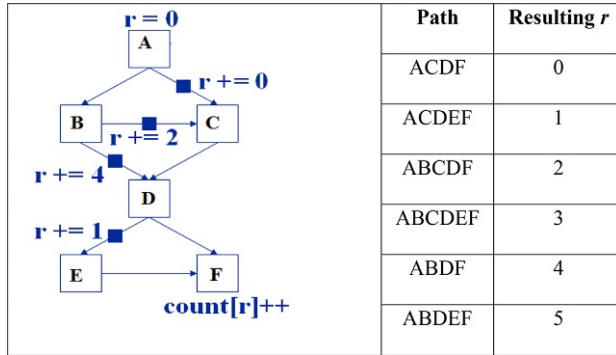 r = 0
A
r += 0
B
C
r += 2
r += 4
D
r += 1
E
F
count[r]++
Path Resulting r
ACDF 0
ACDEF 1
ABCDF 2
ABCDEF 3
ABDF 4
ABDEF 5